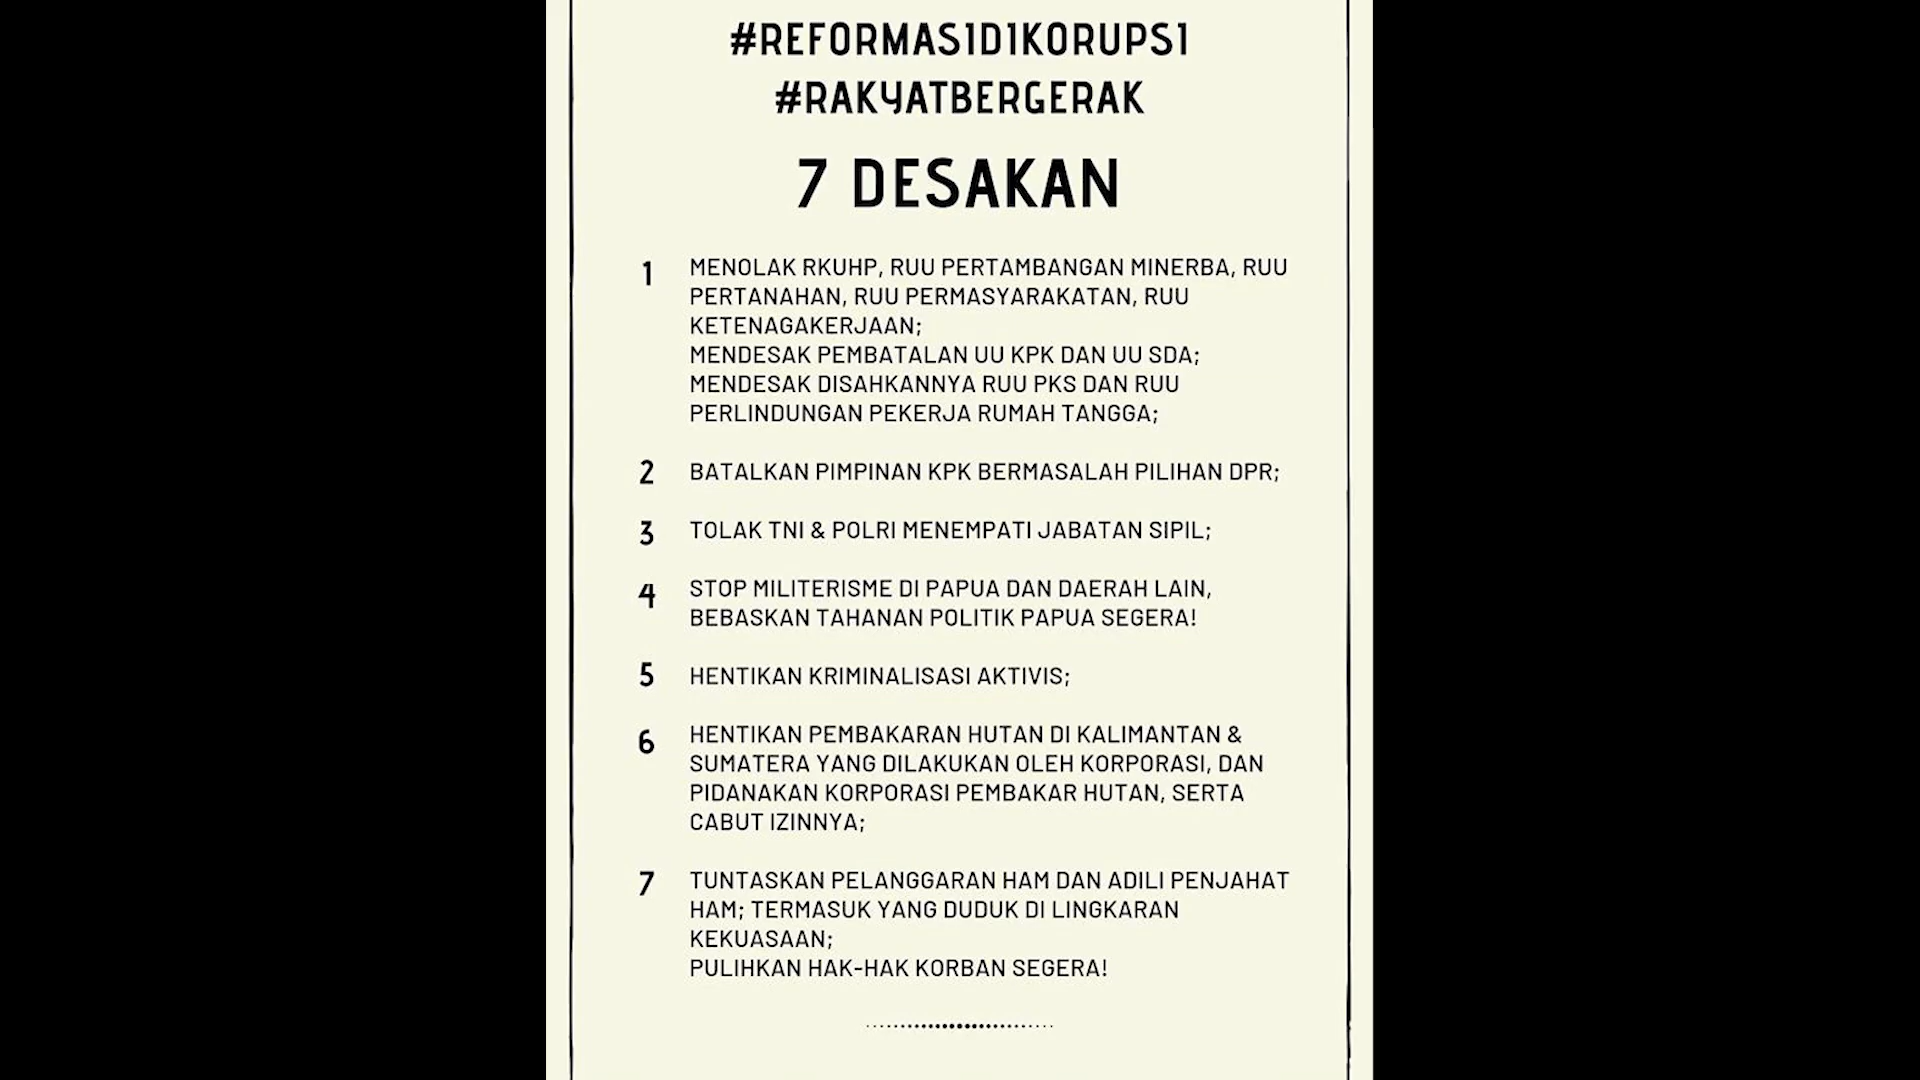 #REFORMASIDIKORUPSI
#RAKYATBERGERAK
7 DESAKAN
1 MENOLAK RKUHP, RUU PERTAMBANGAN MINERBA, RUU
PERTANAHAN, RUU PERMASYARAKATAN, RUU
KETENAGAKERJAAN;
MENDESAK PEMBATALAN UU KPK DAN UU SDA;
MENDESAK DISAHKANNYA RUU PKS DAN RUU
PERLINDUNGAN PEKERJA RUMAH TANGGA;
2 BATALKAN PIMPINAN KPK BERMASALAH PILIHAN DPR;
3 TOLAK TNI & POLRI MENEMPATI JABATAN SIPIL;
4 STOP MILITERISME DI PAPUA DAN DAERAH LAIN,
BEBASKAN TAHANAN POLITIK PAPUA SEGERA!
5 HENTIKAN KRIMINALISASI AKTIVIS;
6 HENTIKAN PEMBAKARAN HUTAN DI KALIMANTAN &
SUMATERA YANG DILAKUKAN OLEH KORPORASI, DAN
PIDANAKAN KORPORASI PEMBAKAR HUTAN, SERTA
CABUT IZINNYA;
7 TUNTASKAN PELANGGARAN HAM DAN ADILI PENJAHAT
HAM; TERMASUK YANG DUDUK DI LINGKARAN
KEKUASAAN;
PULIHKAN HAK-HAK KORBAN SEGERA!